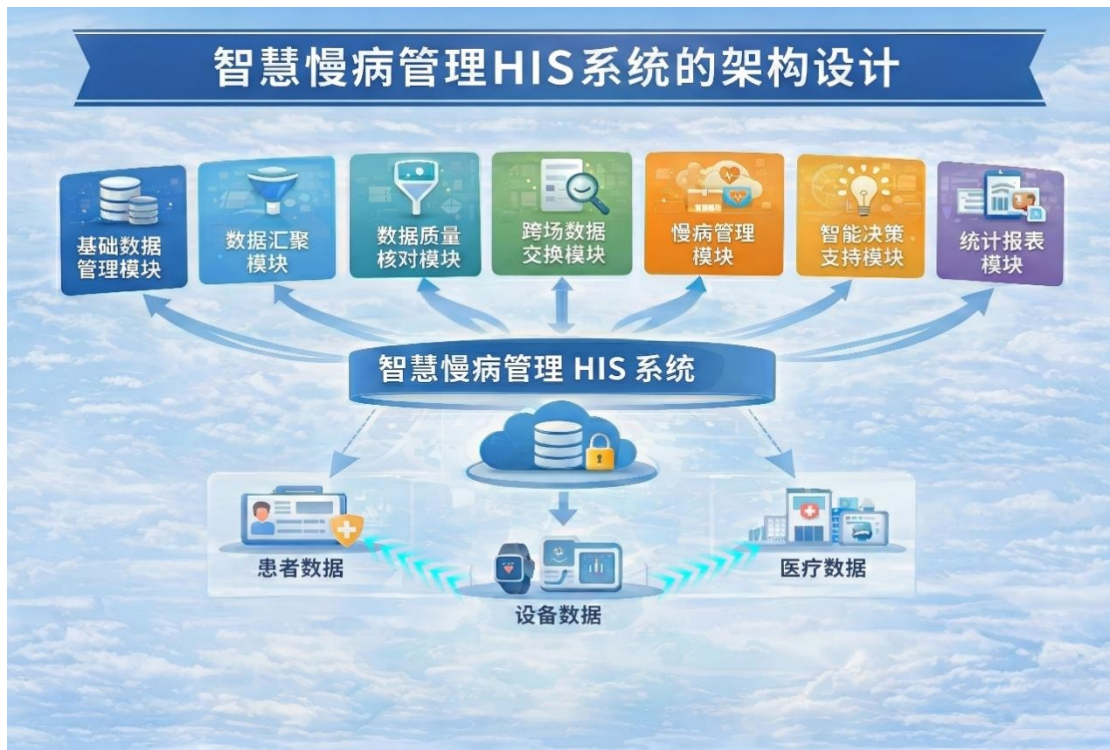 智慧慢病管理HIS系统的架构设计
基础数据
管理模块
数据汇聚
模块
数据质量
核对模块
跨场数据
交换模块
慢病管理
模块
智能决策
支持模块
统计报表
模块
智慧慢病管理 HIS 系统
患者数据
设备数据
医疗数据